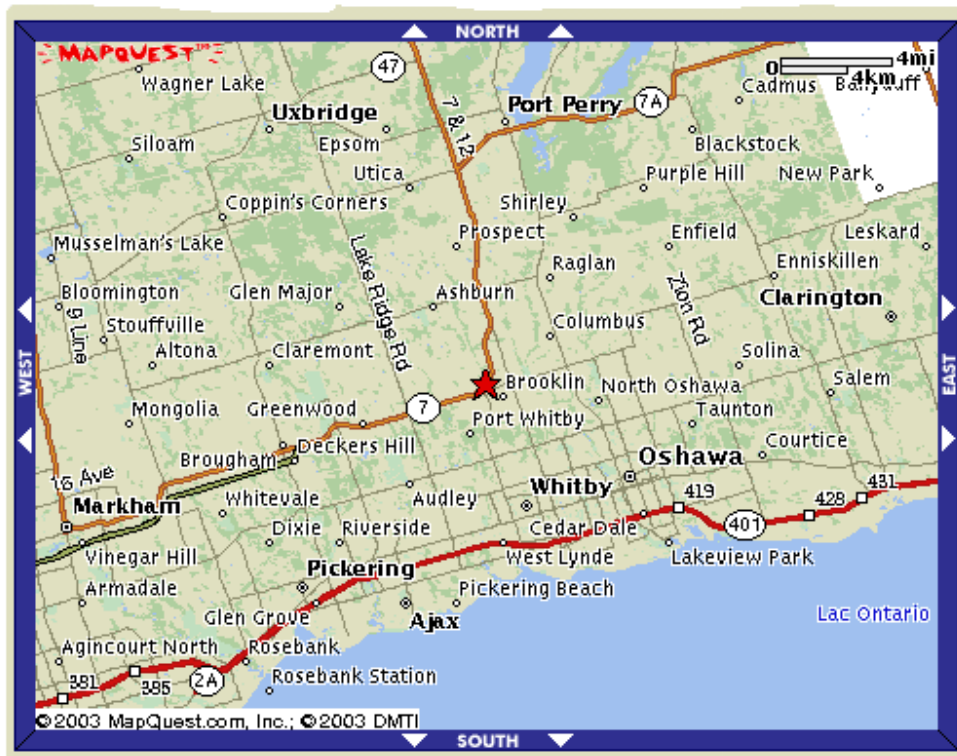 NORTH
MAPQUEST™
47
0 4mi
4km
Wagner Lake
Cadmus
Uxbridge
Port Perry
7A
7 & 12
Siloam
Epsom
Blackstock
Utica
Purple Hill
New Park
Coppin's Corners
Shirley
Musselman's Lake
Prospect
Enfield
Leskard
Lake Ridge Rd
Raglan
Zion Rd
Enniskillen
Bloomington
Glen Major
Ashburn
Clarington
g Line
Stouffville
Columbus
WEST
EAST
Altona
Claremont
Solina
Brooklin
North Oshawa
Salem
Mongolia
Greenwood
7
Port Whitby
Taunton
Deckers Hill
Courtice
Brougham
Oshawa
16 Ave
Markham
Whitevale
Audley
Whitby
419
428
431
Dixie
Riverside
Cedar Dale
401
Vinegar Hill
West Lynde
Lakeview Park
Pickering
Armadale
Pickering Beach
Glen Grove
Ajax
Lac Ontario
Agincourt North
Rosebank
381
385
2A
Rosebank Station
©2003 MapQuest.com, Inc.; ©2003 DMTI
SOUTH